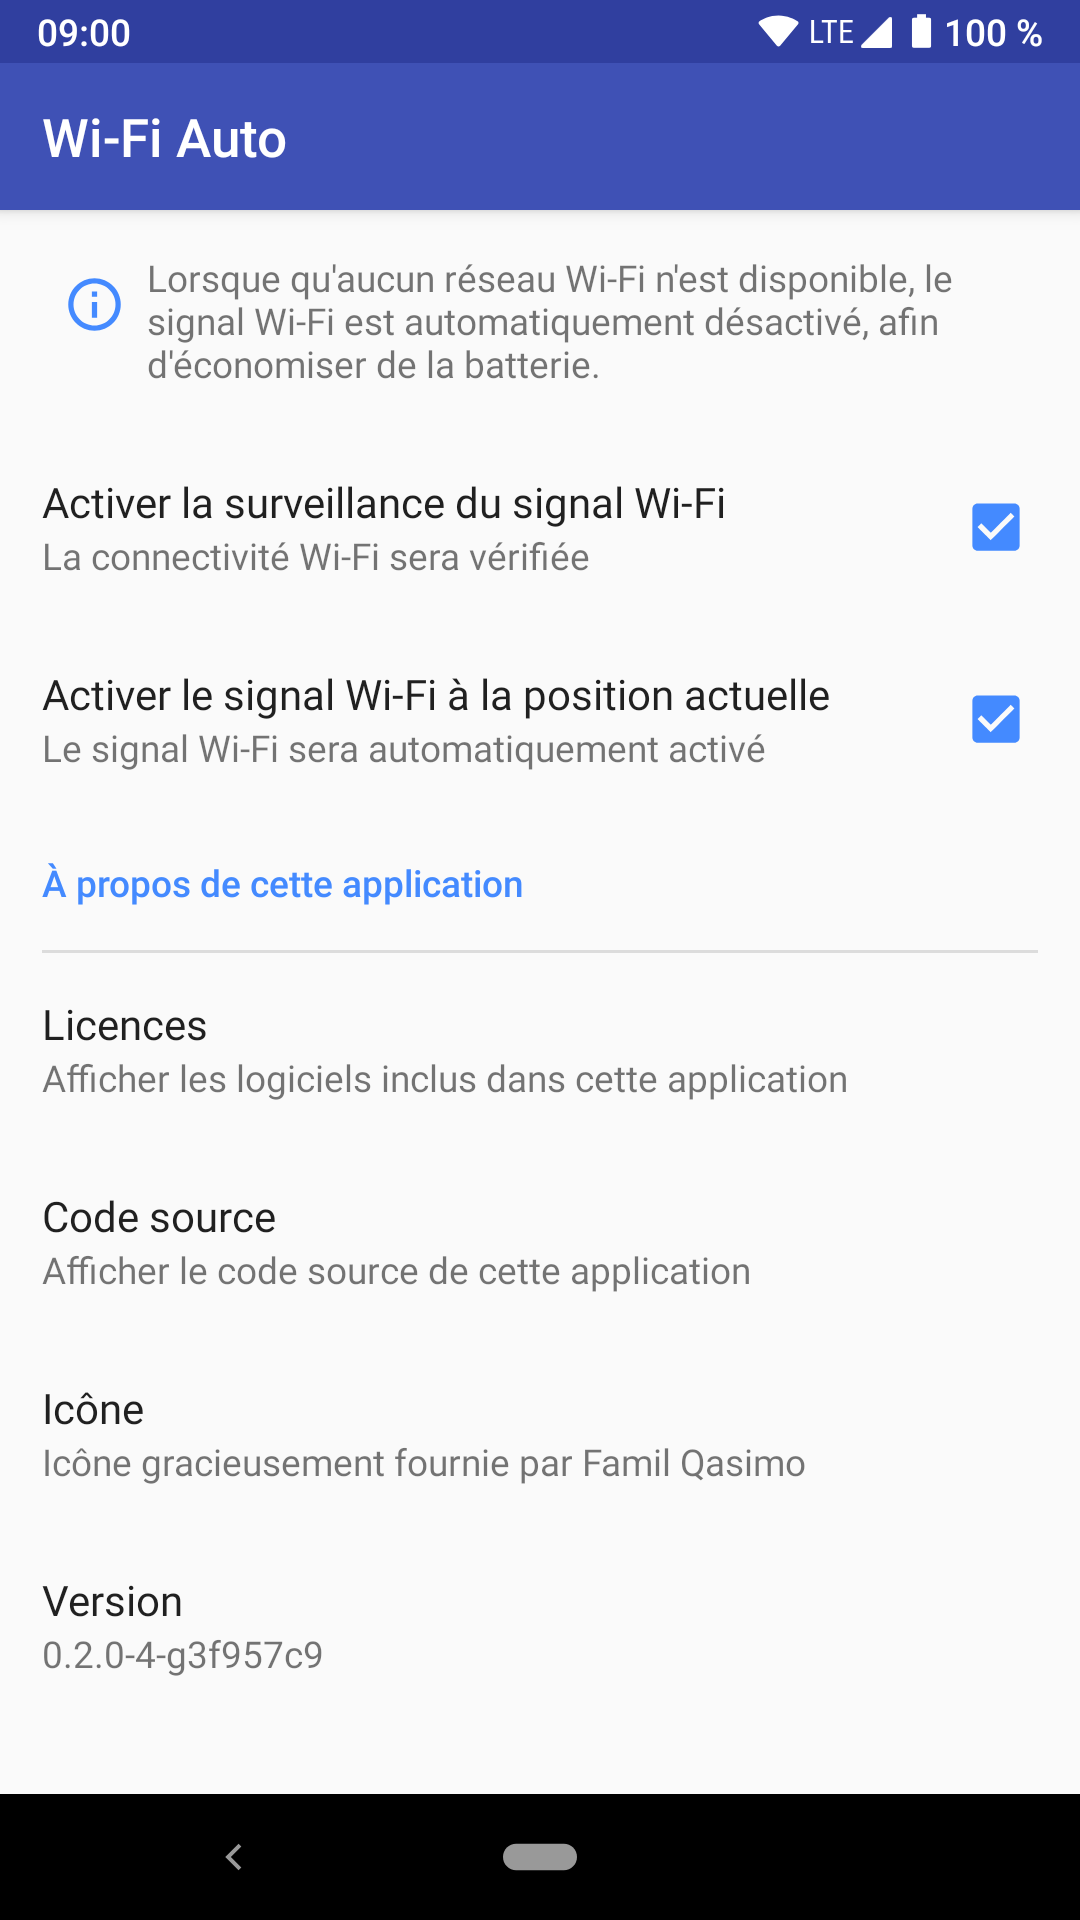 09:00 LTE 100 %
Wi-Fi Auto
Lorsque qu'aucun réseau Wi-Fi n'est disponible, le
signal Wi-Fi est automatiquement désactivé, afin
d'économiser de la batterie.
Activer la surveillance du signal Wi-Fi
La connectivité Wi-Fi sera vérifiée
Activer le signal Wi-Fi à la position actuelle
Le signal Wi-Fi sera automatiquement activé
À propos de cette application
Licences
Afficher les logiciels inclus dans cette application
Code source
Afficher le code source de cette application
Icône
Icône gracieusement fournie par Famil Qasimo
Version
0.2.0-4-g3f957c9